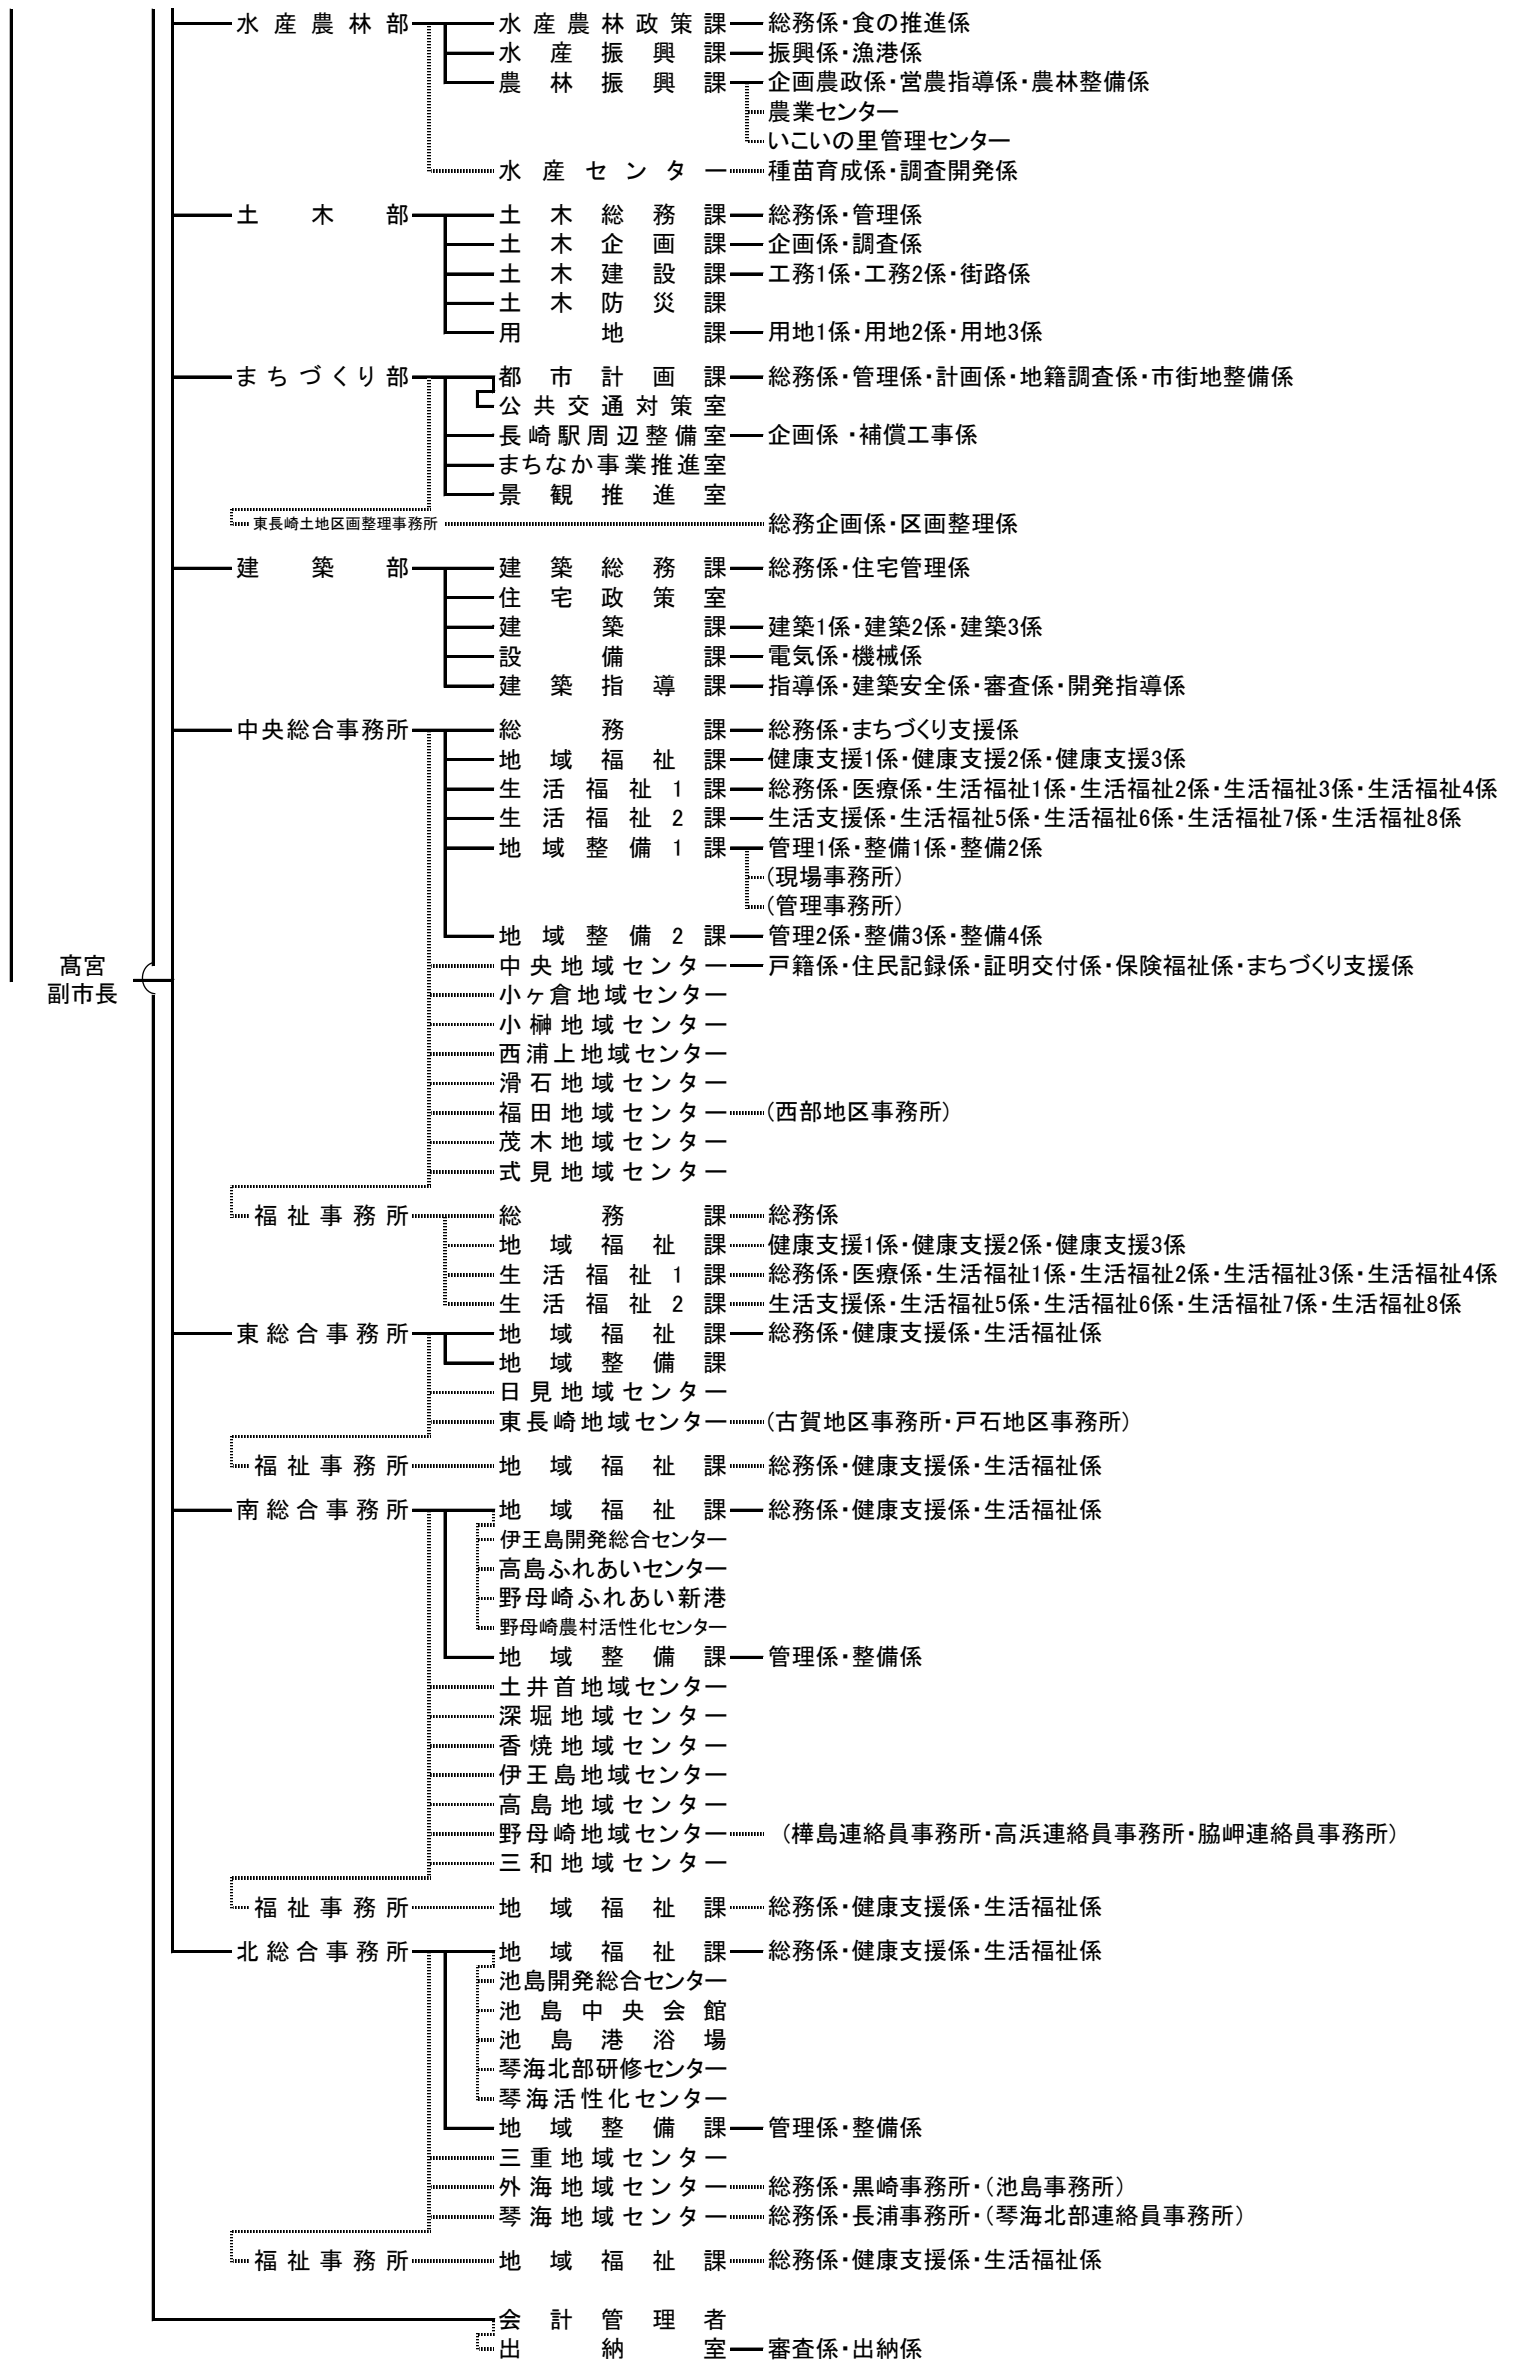 水産農林部 水産農林政策課 総務係・食の推進係
水産振興課 振興係・漁港係
農林振興課 企画農政係・営農指導係・農林整備係
農業センター
いこいの里管理センター
水産センター 種苗育成係・調査開発係
土木部 土木総務課 総務係・管理係
土木企画課 企画係・調査係
土木建設課 工務1係・工務2係・街路係
土木防災課
用地課 用地1係・用地2係・用地3係
まちづくり部 都市計画課 総務係・管理係・計画係・地籍調査係・市街地整備係
公共交通対策室
長崎駅周辺整備室 企画係・補償工事係
まちなか事業推進室
景観推進室
東長崎土地区画整理事務所 総務企画係・区画整理係
建築部 建築総務課 総務係・住宅管理係
住宅政策室
建築課 建築1係・建築2係・建築3係
設備課 電気係・機械係
建築指導課 指導係・建築安全係・審査係・開発指導係
中央総合事務所 総務課 総務係・まちづくり支援係
地域福祉課 健康支援1係・健康支援2係・健康支援3係
生活福祉1課 総務係・医療係・生活福祉1係・生活福祉2係・生活福祉3係・生活福祉4係
生活福祉2課 生活支援係・生活福祉5係・生活福祉6係・生活福祉7係・生活福祉8係
地域整備1課 管理1係・整備1係・整備2係
(現場事務所)
(管理事務所)
地域整備2課 管理2係・整備3係・整備4係
髙宮
副市長
中央地域センター 戸籍係・住民記録係・証明交付係・保険福祉係・まちづくり支援係
小ヶ倉地域センター
小榊地域センター
西浦上地域センター
滑石地域センター
福田地域センター (西部地区事務所)
茂木地域センター
式見地域センター
福祉事務所 総務課 総務係
地域福祉課 健康支援1係・健康支援2係・健康支援3係
生活福祉1課 総務係・医療係・生活福祉1係・生活福祉2係・生活福祉3係・生活福祉4係
生活福祉2課 生活支援係・生活福祉5係・生活福祉6係・生活福祉7係・生活福祉8係
東総合事務所 地域福祉課 総務係・健康支援係・生活福祉係
地域整備課
日見地域センター
東長崎地域センター (古賀地区事務所・戸石地区事務所)
福祉事務所 地域福祉課 総務係・健康支援係・生活福祉係
南総合事務所 地域福祉課 総務係・健康支援係・生活福祉係
伊王島開発総合センター
高島ふれあいセンター
野母崎ふれあい新港
野母崎農村活性化センター
地域整備課 管理係・整備係
土井首地域センター
深堀地域センター
香焼地域センター
伊王島地域センター
高島地域センター
野母崎地域センター (樺島連絡員事務所・高浜連絡員事務所・脇岬連絡員事務所)
三和地域センター
福祉事務所 地域福祉課 総務係・健康支援係・生活福祉係
北総合事務所 地域福祉課 総務係・健康支援係・生活福祉係
池島開発総合センター
池島中央会館
池島港浴場
琴海北部研修センター
琴海活性化センター
地域整備課 管理係・整備係
三重地域センター
外海地域センター 総務係・黒崎事務所・(池島事務所)
琴海地域センター 総務係・長浦事務所・(琴海北部連絡員事務所)
福祉事務所 地域福祉課 総務係・健康支援係・生活福祉係
会計管理者
出納室 審査係・出納係